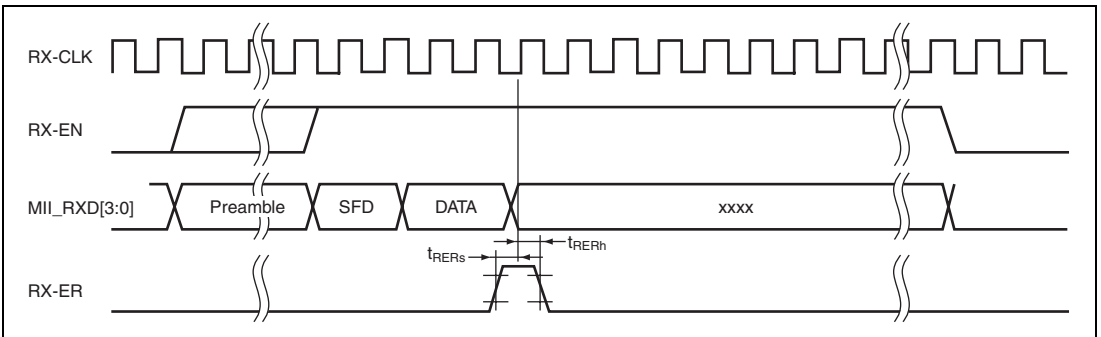 RX-CLK
RX-EN
MII_RXD[3:0]
Preamble
SFD
DATA
xxxx
tRERs
tRERh
RX-ER